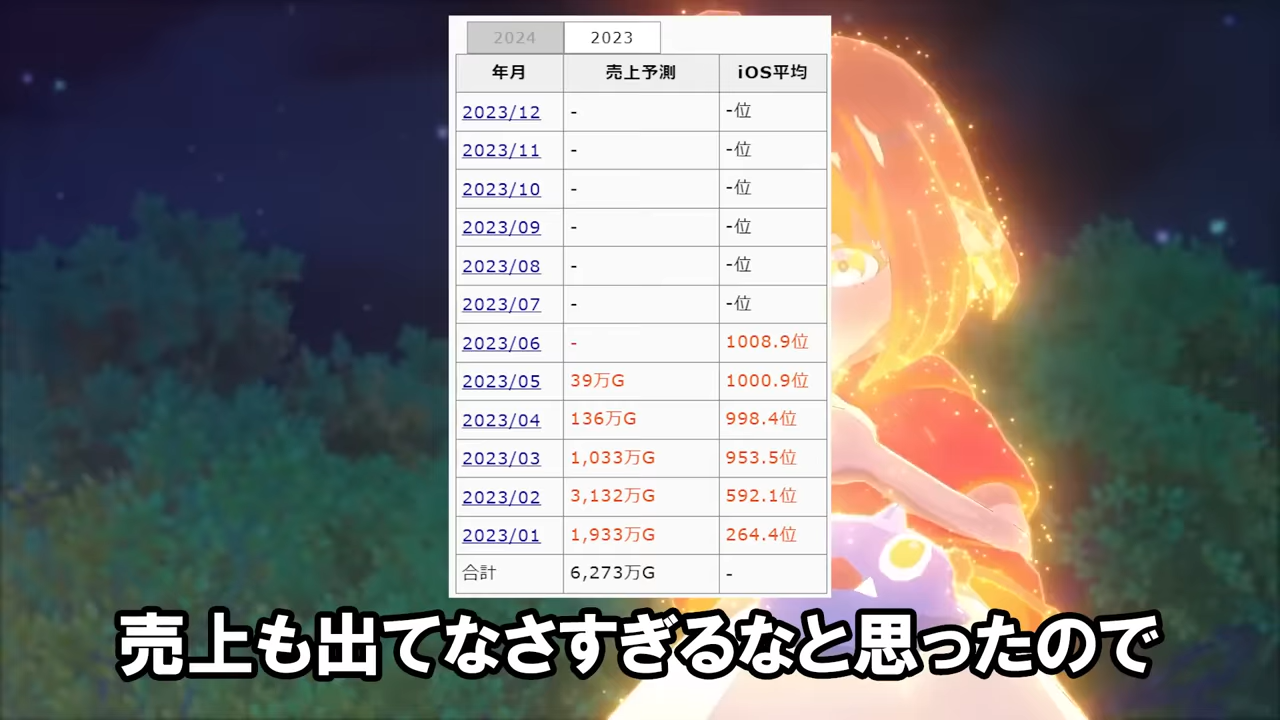 2024 2023
年月 売上予測 iOS平均
2023/12 - -位
2023/11 - -位
2023/10 - -位
2023/09 - -位
2023/08 - -位
2023/07 - -位
2023/06 - 1008.9位
2023/05 39万G 1000.9位
2023/04 136万G 998.4位
2023/03 1,033万G 953.5位
2023/02 3,132万G 592.1位
2023/01 1,933万G 264.4位
合計 6,273万G -
売上も出てなさすぎるなと思ったので